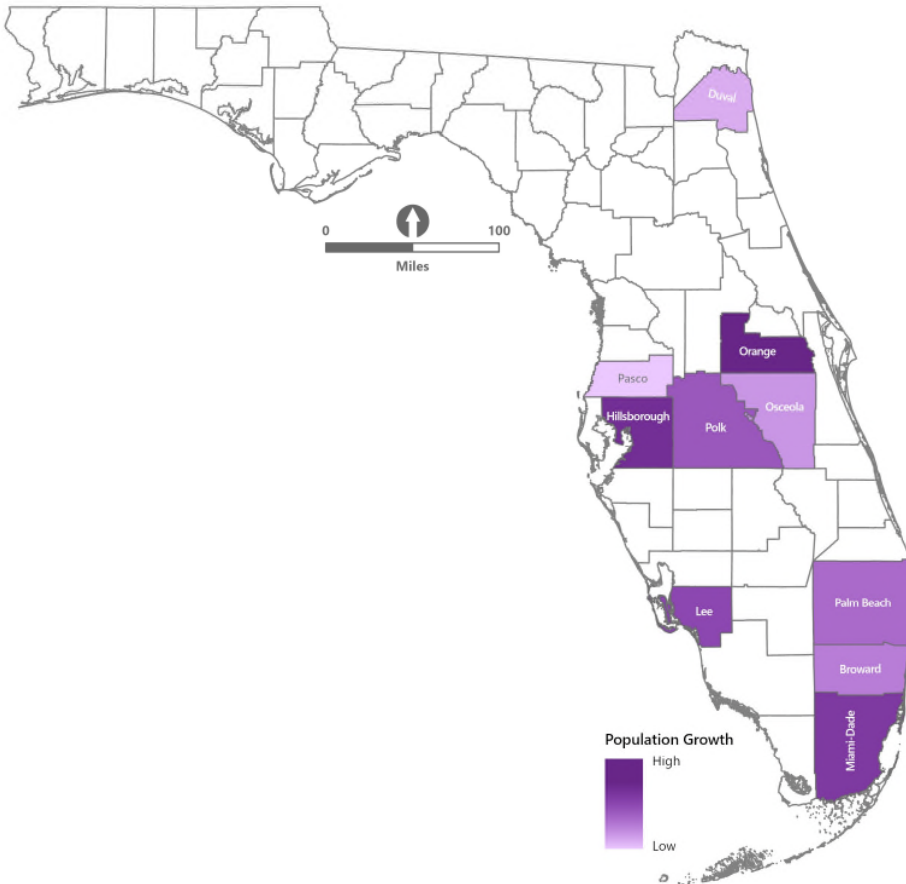 Duval
0 100
Miles
Orange
Pasco
Osceola
Hillsborough
Polk
Palm Beach
Lee
Broward
Miami-Dade
Population Growth
High
Low